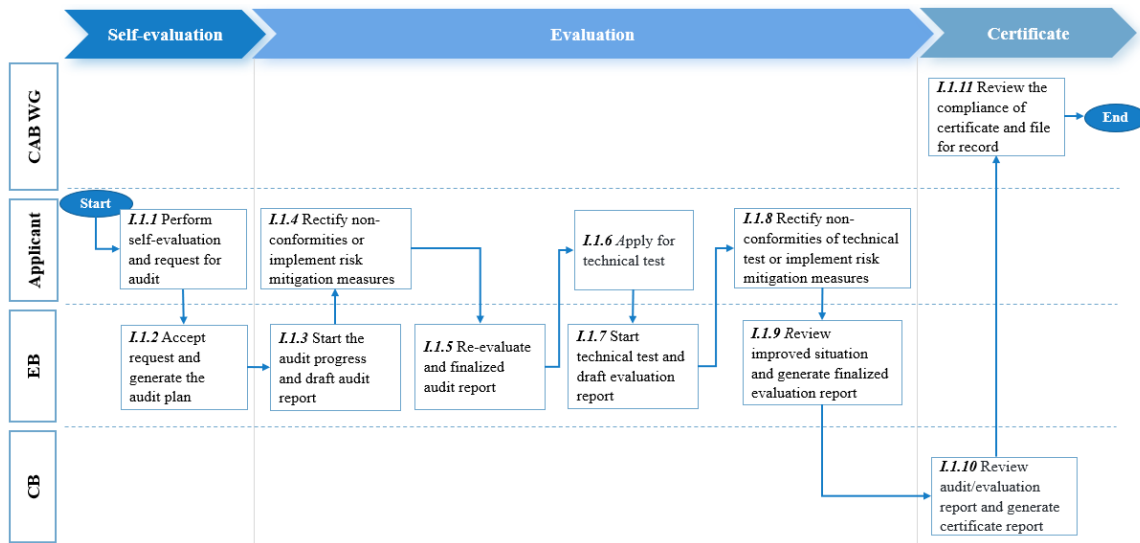 Self-evaluation
Evaluation
Certificate
CAB WG
I.1.11 Review the
compliance of
certificate and file
for record
End
Applicant
Start
I.1.1 Perform
self-evaluation
and request for
audit
I.1.4 Rectify non-
conformities or
implement risk
mitigation measures
I.1.6 Apply for
technical test
I.1.8 Rectify non-
conformities of technical
test or implement risk
mitigation measures
EB
I.1.2 Accept
request and
generate the
audit plan
I.1.3 Start the
audit progress
and draft audit
report
I.1.5 Re-evaluate
and finalized
audit report
I.1.7 Start
technical test and
draft evaluation
report
I.1.9 Review
improved situation
and generate finalized
evaluation report
CB
I.1.10 Review
audit/evaluation
report and generate
certificate report